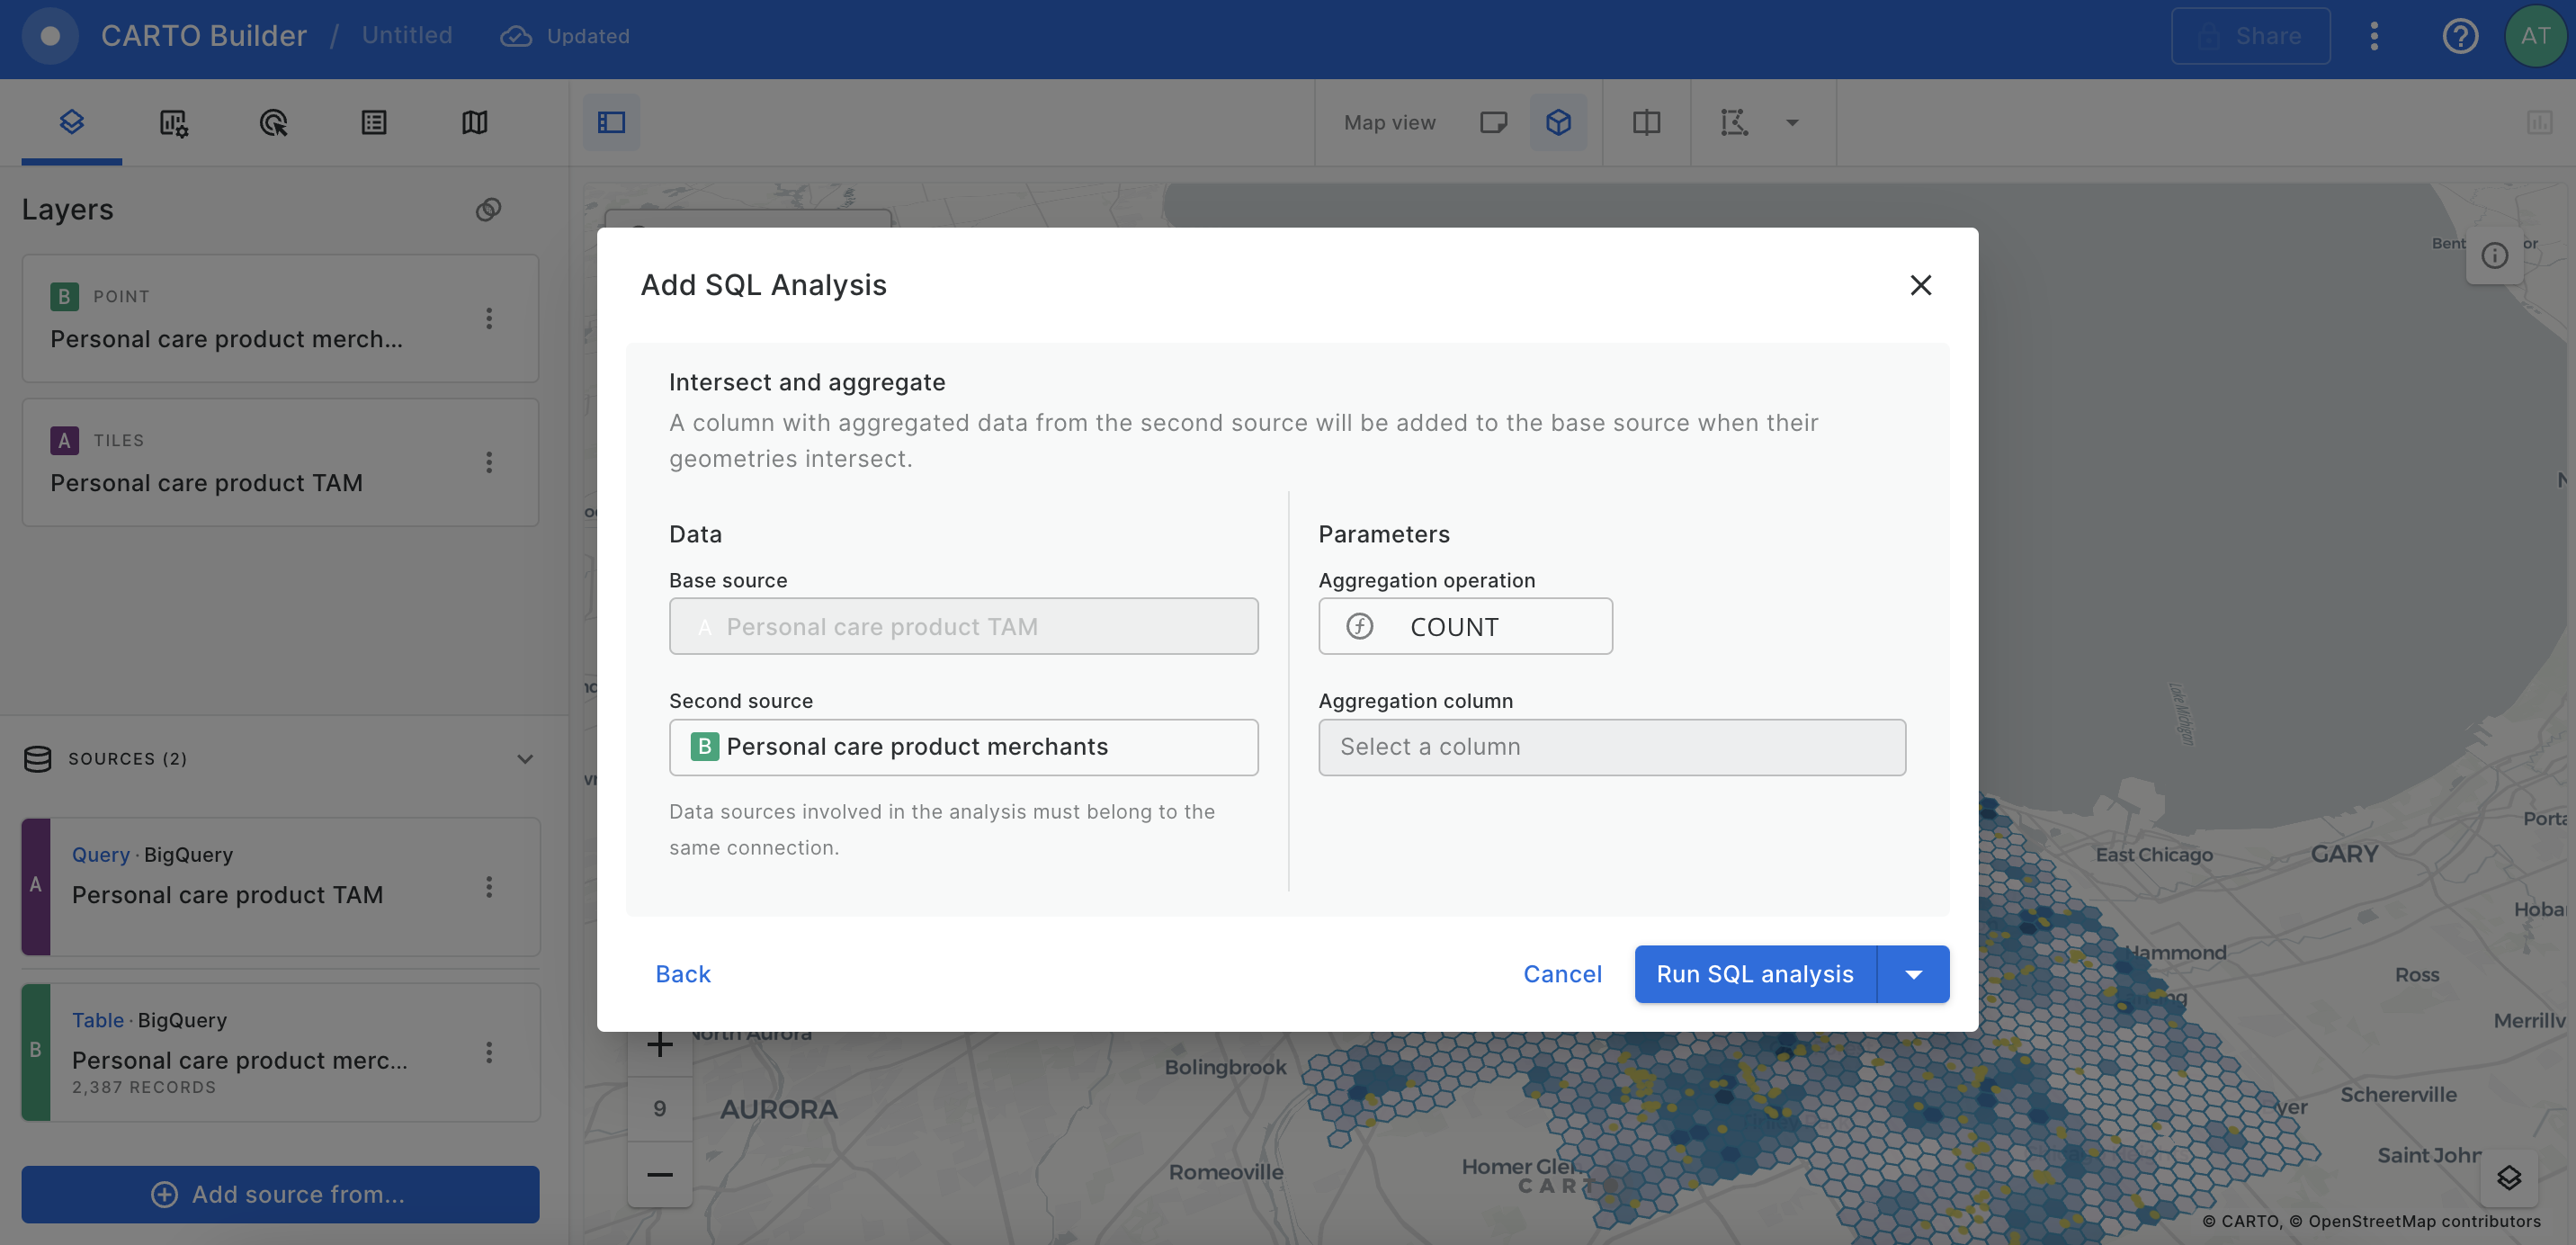 CARTO Builder / Untitled Updated
Share
AT
Map view
Layers
B POINT
Personal care product merch...
A TILES
Personal care product TAM
SOURCES (2)
A
Query · BigQuery
Personal care product TAM
B
Table · BigQuery
Personal care product merc...
2,387 RECORDS
Add source from...
Add SQL Analysis
Intersect and aggregate
A column with aggregated data from the second source will be added to the base source when their
geometries intersect.
Data
Base source
A Personal care product TAM
Second source
B Personal care product merchants
Data sources involved in the analysis must belong to the
same connection.
Parameters
Aggregation operation
COUNT
Aggregation column
Select a column
Back
Cancel
Run SQL analysis
Lake Michigan
East Chicago
GARY
Hammond
Ross
Schererville
North Aurora
Bolingbrook
9
AURORA
Romeoville
CARTO
© CARTO, © OpenStreetMap contributors